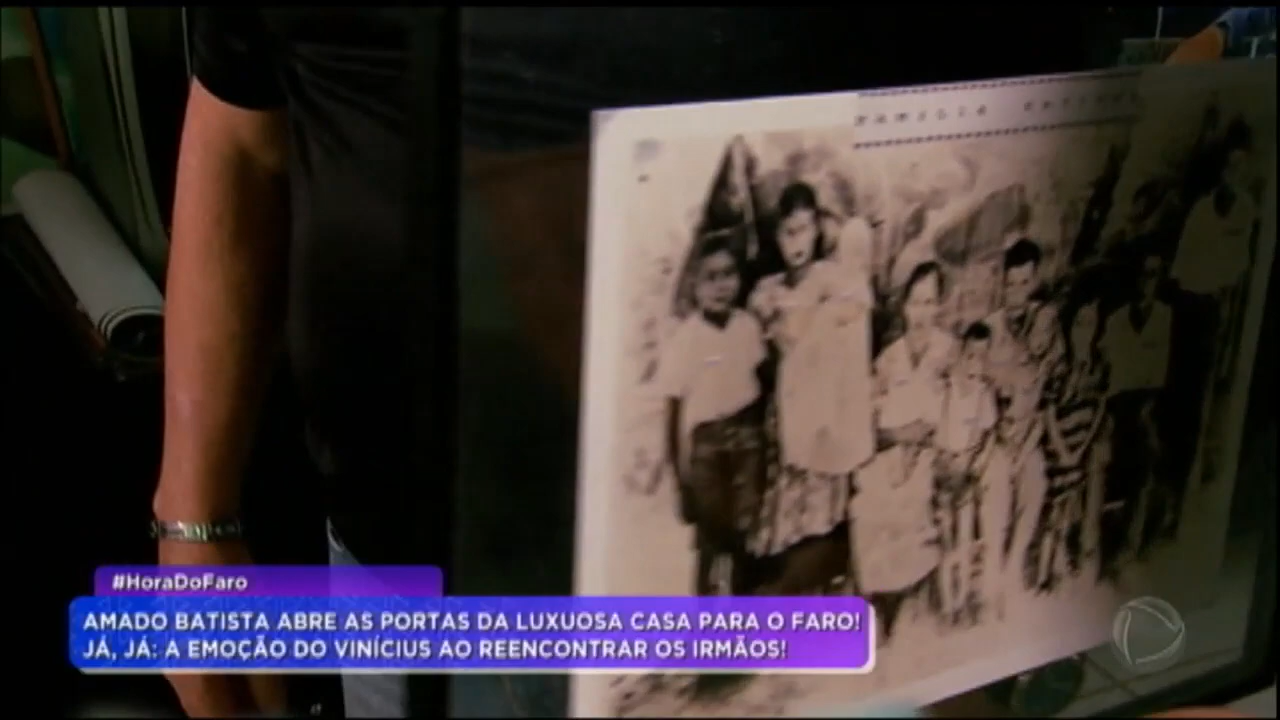 #HoraDoFaro
AMADO BATISTA ABRE AS PORTAS DA LUXUOSA CASA PARA O FARO!
JÁ, JÁ: A EMOÇÃO DO VINÍCIUS AO REENCONTRAR OS IRMÃOS!